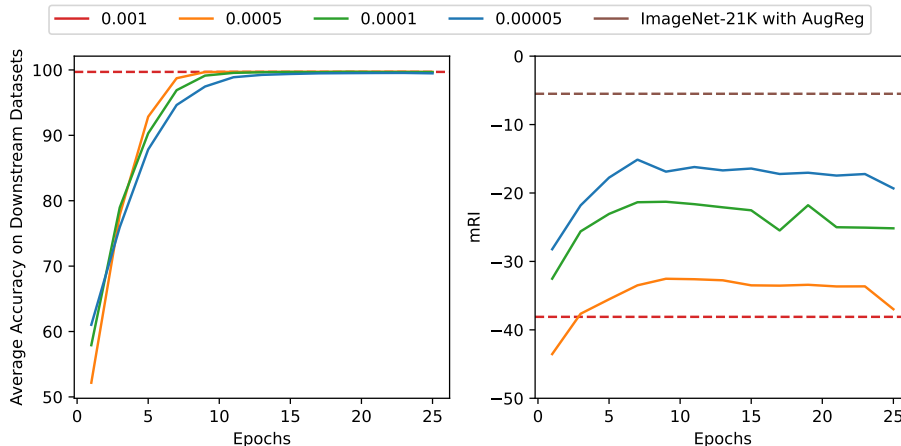 0.001 0.0005 0.0001 0.00005 ImageNet-21K with AugReg
Average Accuracy on Downstream Datasets
100
90
80
70
60
50
0 5 10 15 20 25
Epochs
mRI
0
−10
−20
−30
−40
−50
0 5 10 15 20 25
Epochs